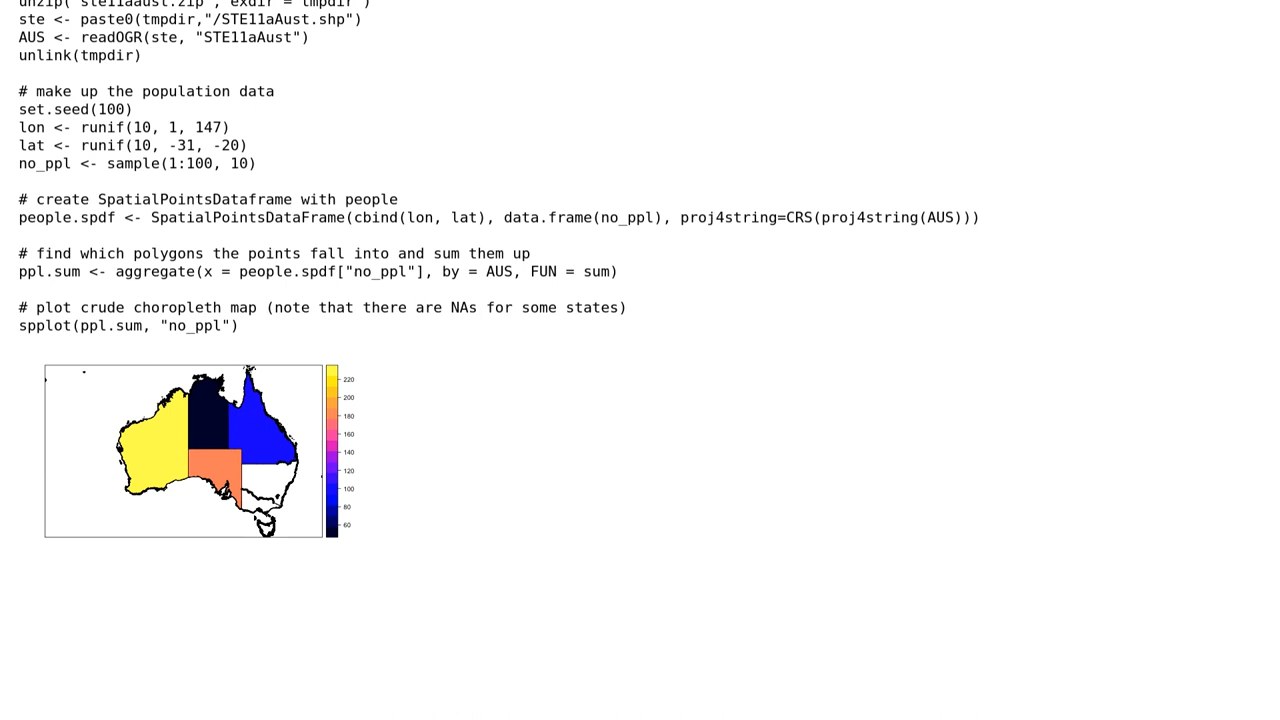 unzip( ste11aaust.zip , exdir = tmpdir )
ste <- paste0(tmpdir,"/STE11aAust.shp")
AUS <- readOGR(ste, "STE11aAust")
unlink(tmpdir)
# make up the population data
set.seed(100)
lon <- runif(10, 1, 147)
lat <- runif(10, -31, -20)
no_ppl <- sample(1:100, 10)
# create SpatialPointsDataframe with people
people.spdf <- SpatialPointsDataFrame(cbind(lon, lat), data.frame(no_ppl), proj4string=CRS(proj4string(AUS)))
# find which polygons the points fall into and sum them up
ppl.sum <- aggregate(x = people.spdf["no_ppl"], by = AUS, FUN = sum)
# plot crude choropleth map (note that there are NAs for some states)
spplot(ppl.sum, "no_ppl")
220
200
180
160
140
120
100
80
60